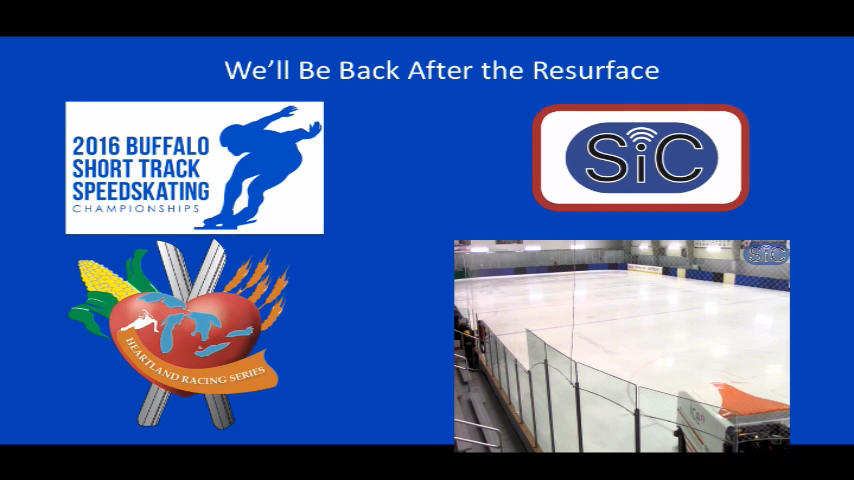 We'll Be Back After the Resurface
2016 BUFFALO
SHORT TRACK
SPEEDSKATING
CHAMPIONSHIPS
SiC
HEARTLAND RACING SERIES
SiC